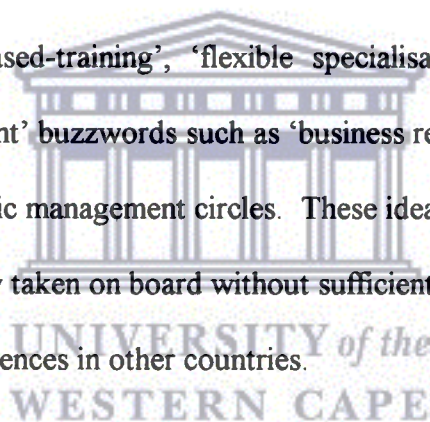 ased-training’, ‘flexible specialisa
nt’ buzzwords such as ‘business re
ic management circles. These idea
y taken on board without sufficient
UNIVERSITY of the
ences in other countries.
WESTERN CAPE